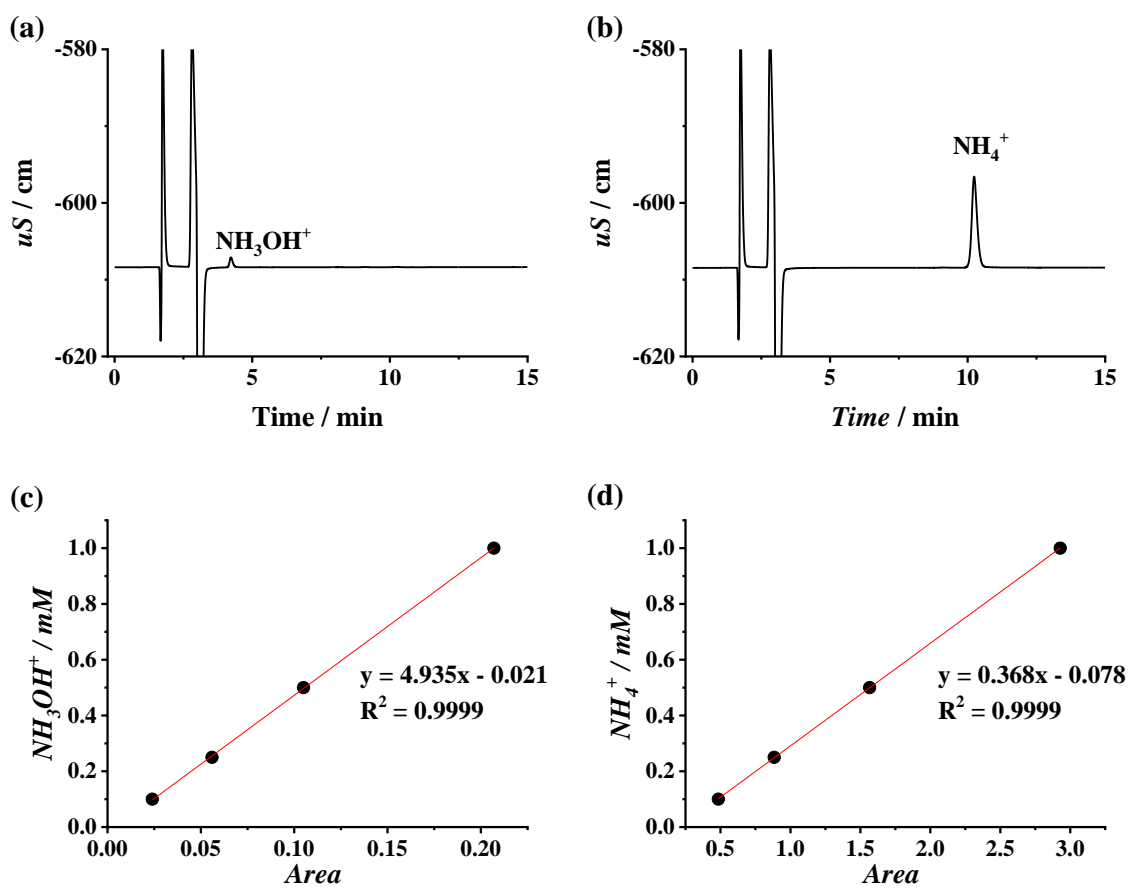 (a)
-580
-600
-620
uS / cm
NH₃OH⁺
0 5 10 15
Time / min
(b)
-580
-600
-620
uS / cm
NH₄⁺
0 5 10 15
Time / min
(c)
1.0
0.8
0.6
0.4
0.2
0.0
NH₃OH⁺ / mM
y = 4.935x - 0.021
R² = 0.9999
0.00 0.05 0.10 0.15 0.20
Area
(d)
1.0
0.8
0.6
0.4
0.2
0.0
NH₄⁺ / mM
y = 0.368x - 0.078
R² = 0.9999
0.5 1.0 1.5 2.0 2.5 3.0
Area